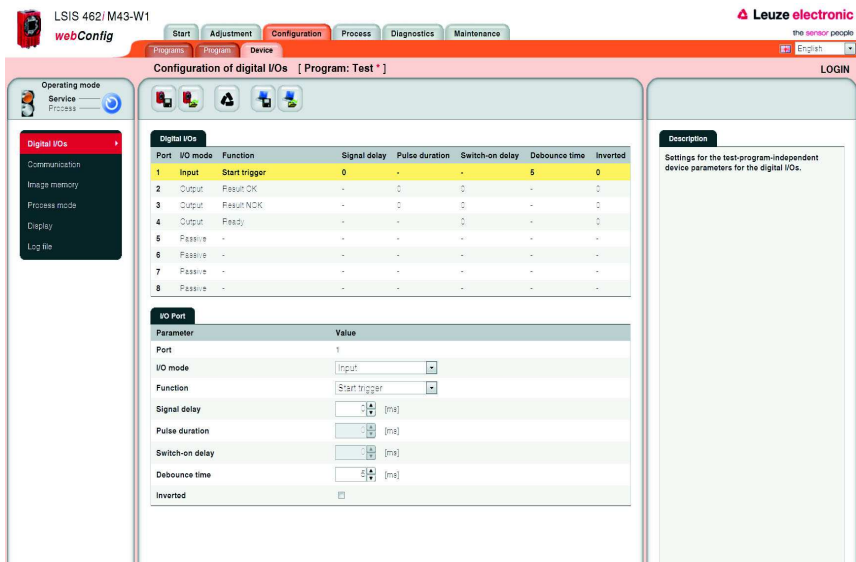 LSIS 462i M43-W1
webConfig
Leuze electronic
the sensor people
Start Adjustment Configuration Process Diagnostics Maintenance
Programs Program Device
English
Configuration of digital I/Os [ Program: Test * ]
LOGIN
Operating mode
Service
Process
Digital I/Os
Communication
Image memory
Process mode
Display
Log file
Digital I/Os
Port I/O mode Function Signal delay Pulse duration Switch-on delay Debounce time Inverted
1 Input Start trigger 0 - - 5 0
2 Output Result OK - 0 0 - 0
3 Output Result NOK - 0 0 - 0
4 Output Ready - - 0 - 0
5 Passive - - - - - -
6 Passive - - - - - -
7 Passive - - - - - -
8 Passive - - - - - -
I/O Port
Parameter Value
Port 1
I/O mode Input
Function Start trigger
Signal delay 0 [ms]
Pulse duration 0 [ms]
Switch-on delay 0 [ms]
Debounce time 5 [ms]
Inverted
Description
Settings for the test-program-independent
device parameters for the digital I/Os.